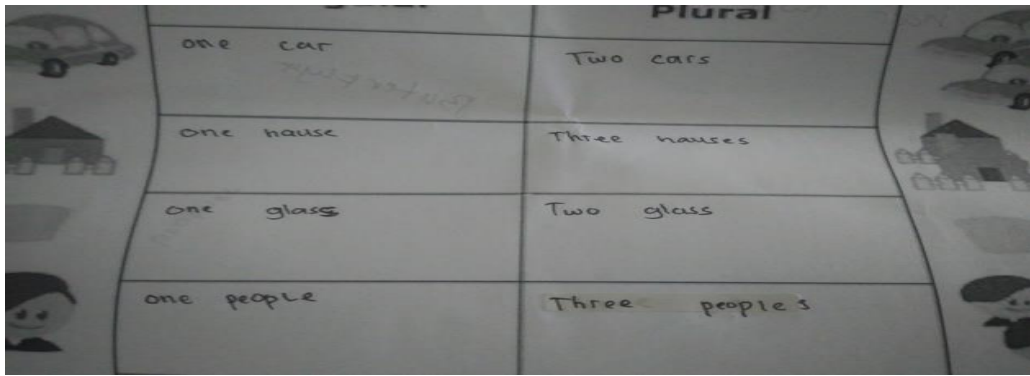 Plural
one car
Two cars
one hause
Three hauses
one glass
Two glass
one people
Three peoples